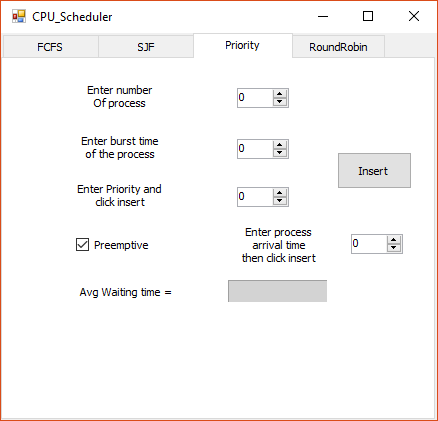 CPU_Scheduler
FCFS SJF Priority RoundRobin
Enter number
Of process
0
Enter burst time
of the process
0
Insert
Enter Priority and
click insert
0
Preemptive
Enter process
arrival time
then click insert
0
Avg Waiting time =